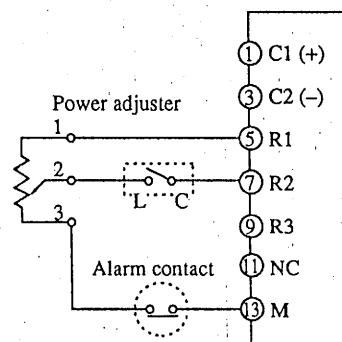 1 C1 (+)
3 C2 (–)
Power adjuster
1 5 R1
2 7 R2
L C
3 9 R3
11 NC
Alarm contact
13 M